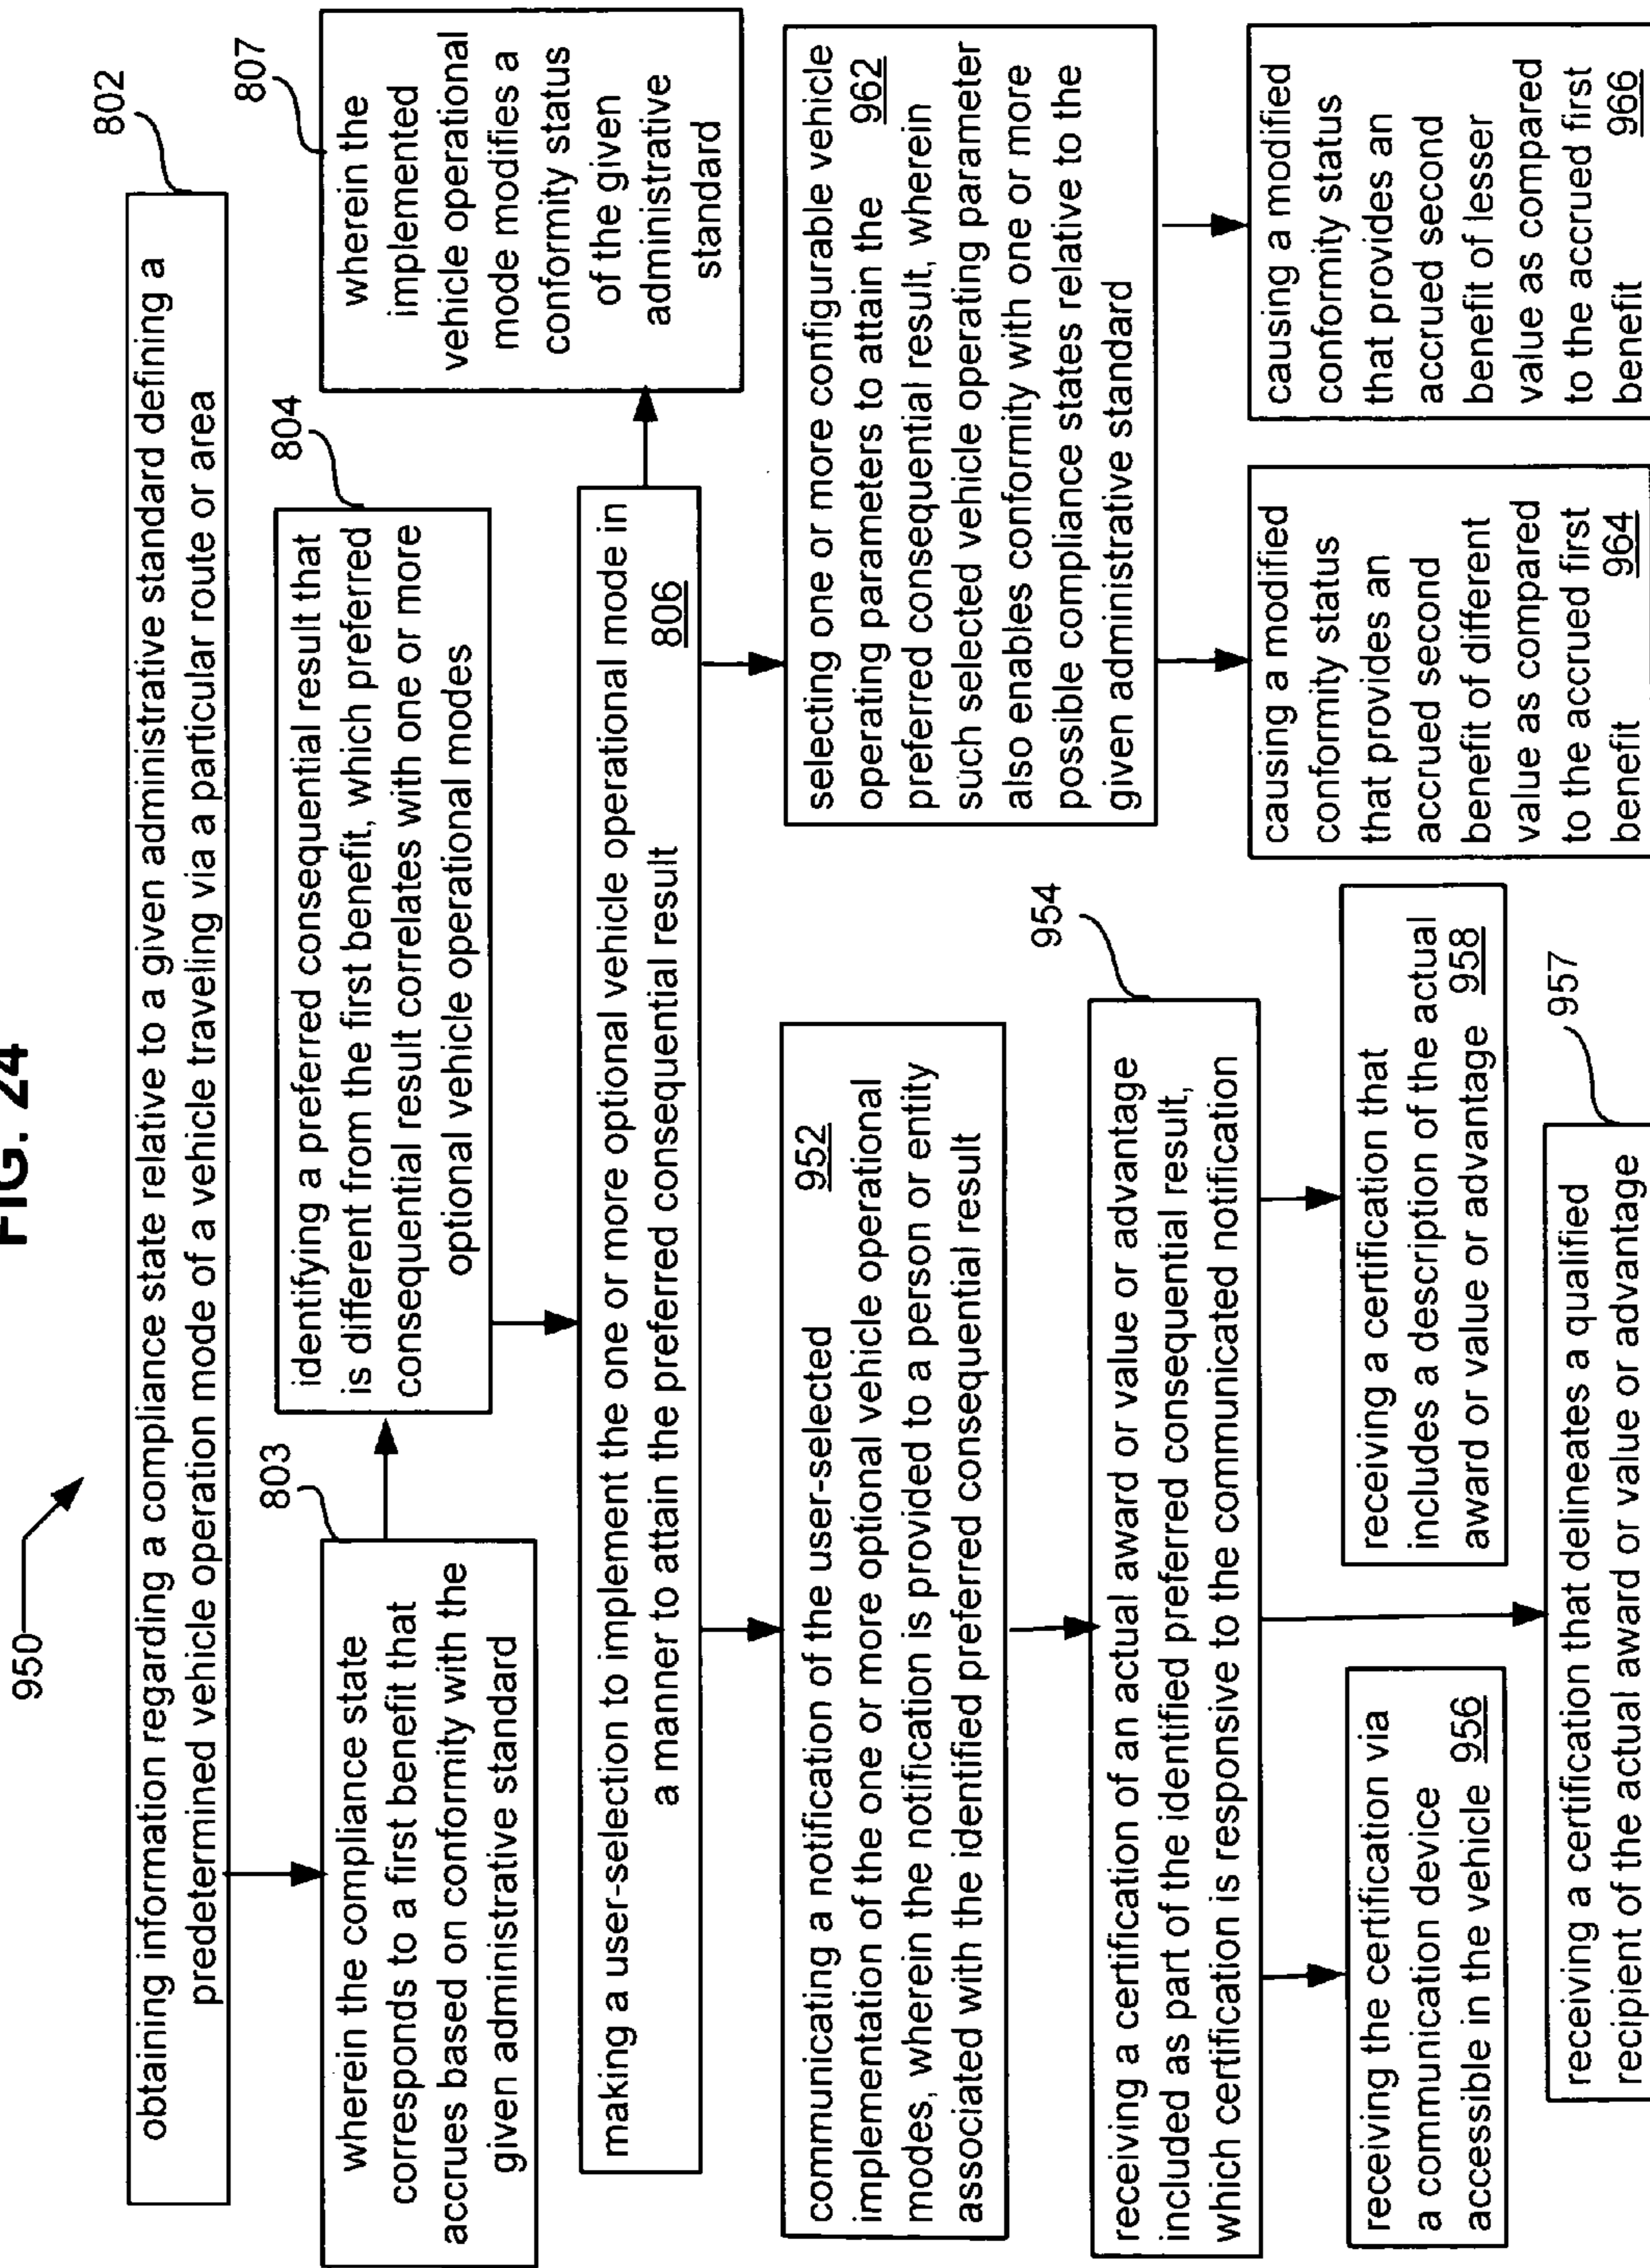 FIG. 24
950
802
obtaining information regarding a compliance state relative to a given administrative standard defining a
predetermined vehicle operation mode of a vehicle traveling via a particular route or area
803
wherein the compliance state
corresponds to a first benefit that
accrues based on conformity with the
given administrative standard
804
identifying a preferred consequential result that
is different from the first benefit, which preferred
consequential result correlates with one or more
optional vehicle operational modes
807
wherein the
implemented
vehicle operational
mode modifies a
conformity status
of the given
administrative
standard
making a user-selection to implement the one or more optional vehicle operational mode in
a manner to attain the preferred consequential result 806
communicating a notification of the user-selected 952
implementation of the one or more optional vehicle operational
modes, wherein the notification is provided to a person or entity
associated with the identified preferred consequential result
selecting one or more configurable vehicle
operating parameters to attain the 962
preferred consequential result, wherein
such selected vehicle operating parameter
also enables conformity with one or more
possible compliance states relative to the
given administrative standard
954
receiving a certification of an actual award or value or advantage
included as part of the identified preferred consequential result,
which certification is responsive to the communicated notification
causing a modified
conformity status
that provides an
accrued second
benefit of different
value as compared
to the accrued first
benefit 964
causing a modified
conformity status
that provides an
accrued second
benefit of lesser
value as compared
to the accrued first
benefit 966
receiving the certification via
a communication device
accessible in the vehicle 956
receiving a certification that
includes a description of the actual
award or value or advantage 958
957
receiving a certification that delineates a qualified
recipient of the actual award or value or advantage